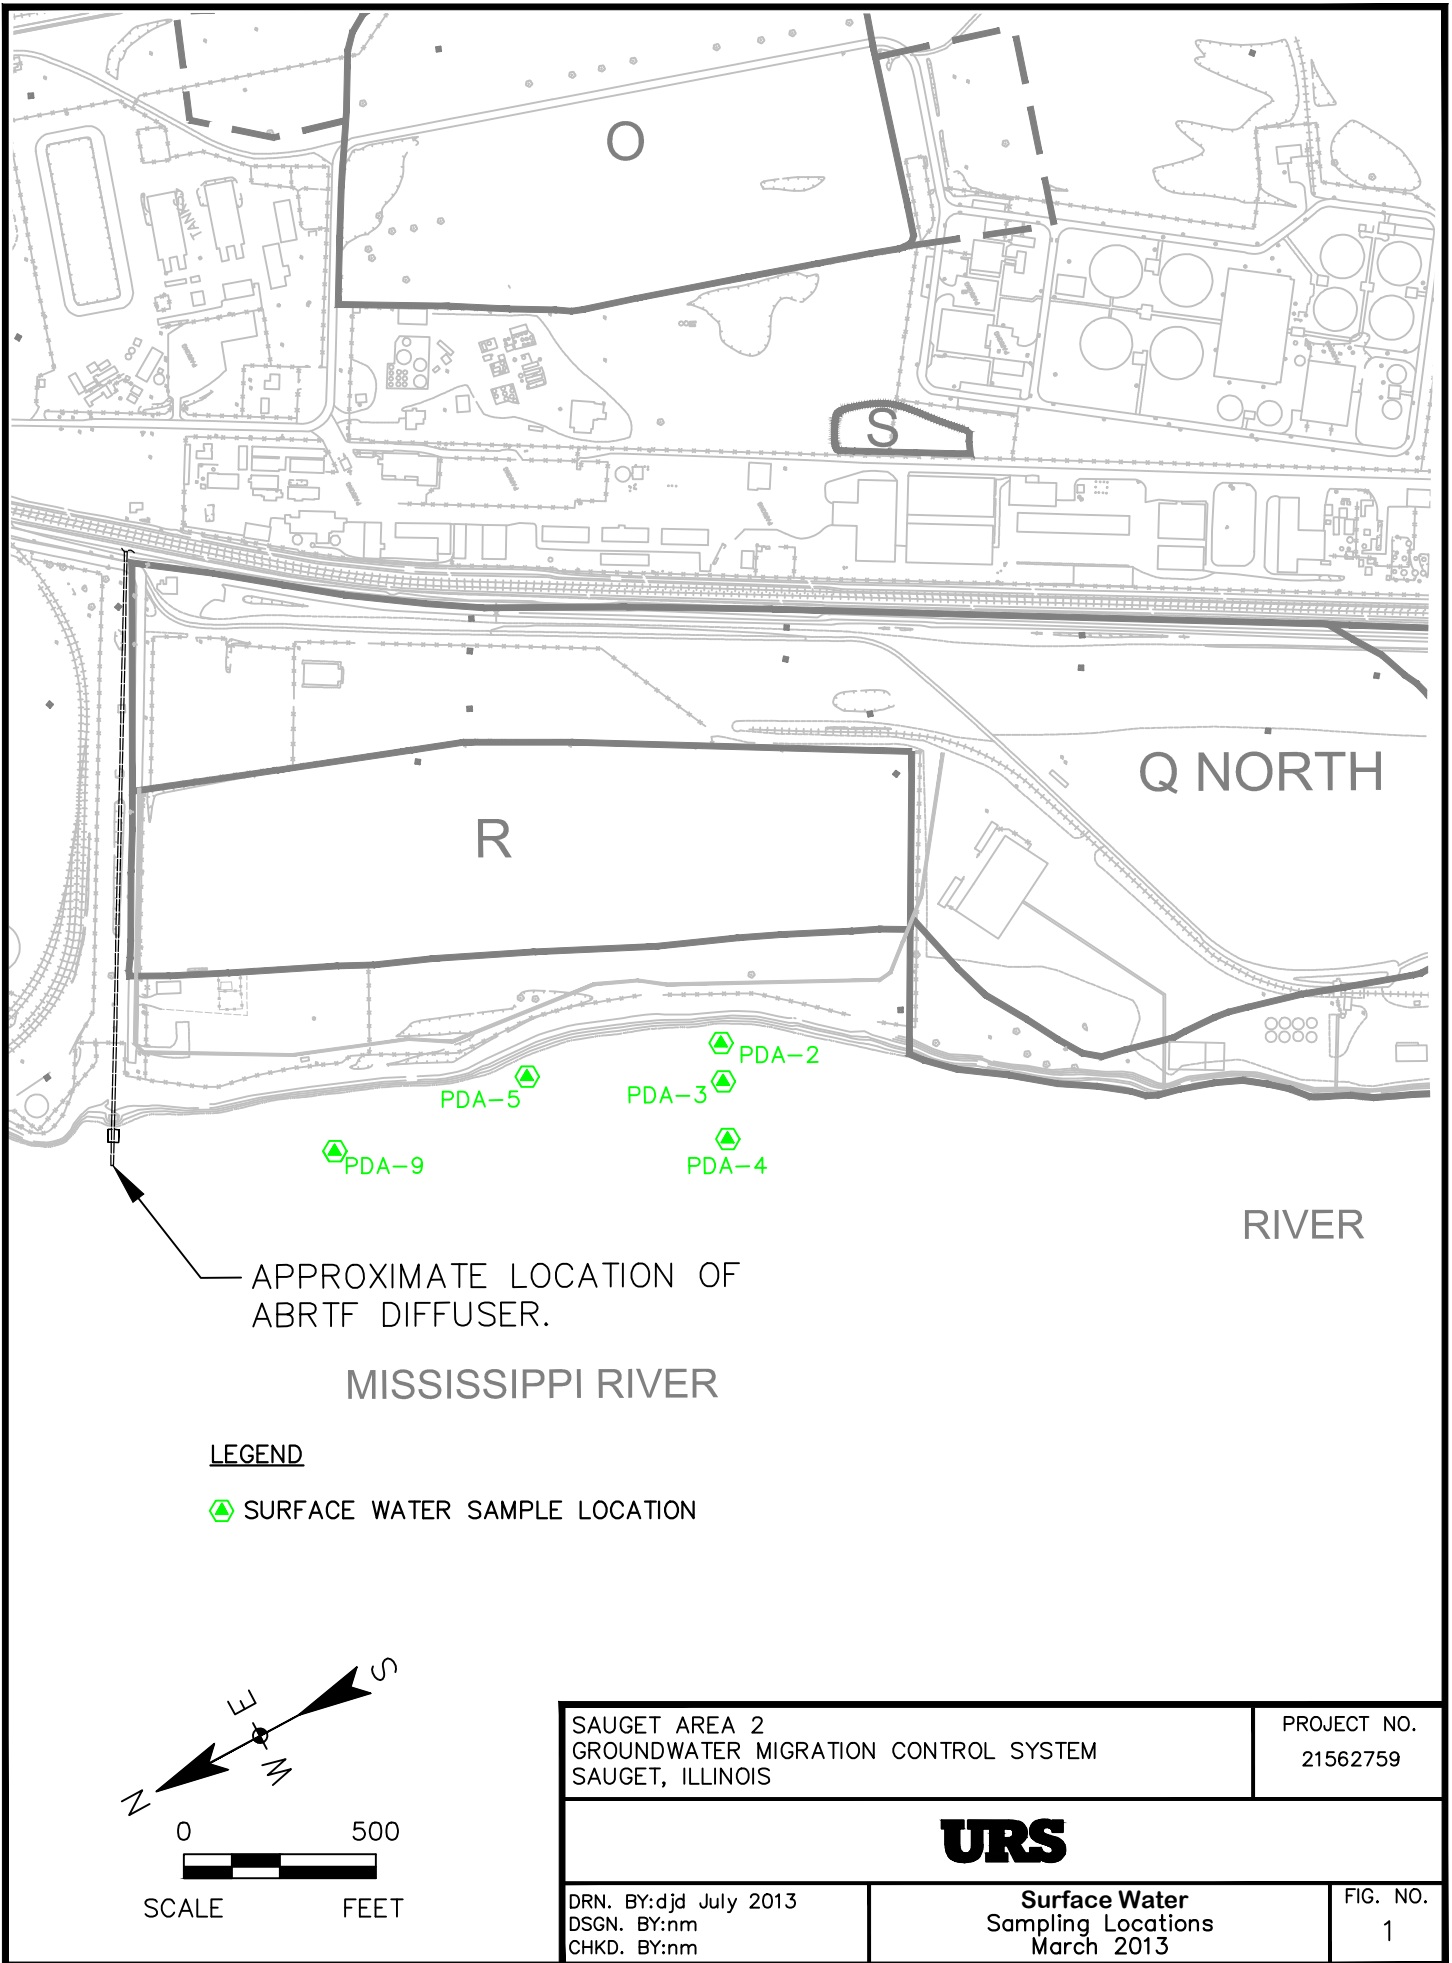 O
TANKS
S
Q NORTH
R
PDA-2
PDA-5
PDA-3
PDA-9
PDA-4
RIVER
APPROXIMATE LOCATION OF
ABRTF DIFFUSER.
MISSISSIPPI RIVER
LEGEND
SURFACE WATER SAMPLE LOCATION
S
E
W
N
0 500
SCALE FEET
SAUGET AREA 2
GROUNDWATER MIGRATION CONTROL SYSTEM
SAUGET, ILLINOIS
PROJECT NO.
21562759
URS
DRN. BY:djd July 2013
DSGN. BY:nm
CHKD. BY:nm
Surface Water
Sampling Locations
March 2013
FIG. NO.
1